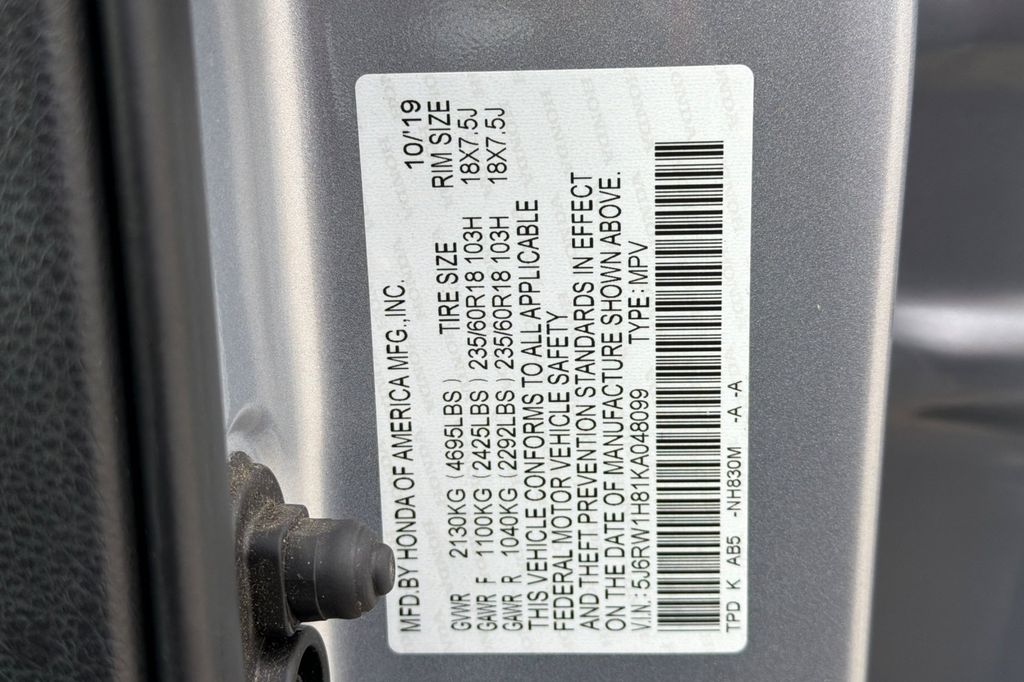 MFD.BY HONDA OF AMERICA MFG.,INC. 10/'19
TIRE SIZE RIM SIZE
GVWR 2130KG (4695LBS)
GAWR F 1100KG (2425LBS) 235/60R18 103H 18X7.5J
GAWR R 1040KG (2292LBS) 235/60R18 103H 18X7.5J
THIS VEHICLE CONFORMS TO ALL APPLICABLE
FEDERAL MOTOR VEHICLE SAFETY
AND THEFT PREVENTION STANDARDS IN EFFECT
ON THE DATE OF MANUFACTURE SHOWN ABOVE.
V.I.N.: 5J6RW1H81KA048099 TYPE:MPV
TPD K AB5 -NH830M -A -A